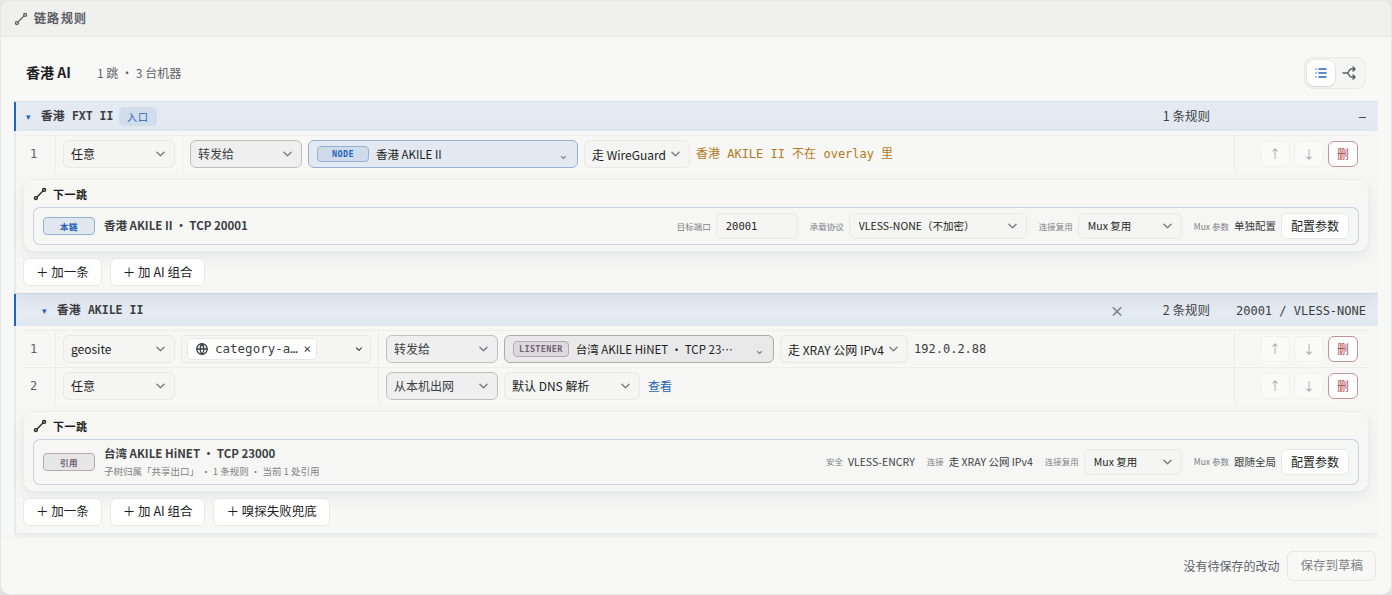 链路规则
香港 AI 1 跳 · 3 台机器
▾ 香港 FXT II 入口 1 条规则 —
1 任意 转发给 NODE 香港 AKILE II 走 WireGuard 香港 AKILE II 不在 overlay 里 ↑ ↓ 删
下一跳
本链 香港 AKILE II · TCP 20001 目标端口 20001 承载协议 VLESS-NONE（不加密） 连接复用 Mux 复用 Mux 参数 单独配置 配置参数
＋ 加一条 ＋ 加 AI 组合
▾ 香港 AKILE II × 2 条规则 20001 / VLESS-NONE
1 geosite category-a… × 转发给 LISTENER 台湾 AKILE HiNET · TCP 23… 走 XRAY 公网 IPv4 192.0.2.88 ↑ ↓ 删
2 任意 从本机出网 默认 DNS 解析 查看 ↑ ↓ 删
下一跳
引用 台湾 AKILE HiNET · TCP 23000
子树归属「共享出口」 · 1 条规则 · 当前 1 处引用 安全 VLESS-ENCRY 连接 走 XRAY 公网 IPv4 连接复用 Mux 复用 Mux 参数 跟随全局 配置参数
＋ 加一条 ＋ 加 AI 组合 ＋ 嗅探失败兜底
没有待保存的改动 保存到草稿